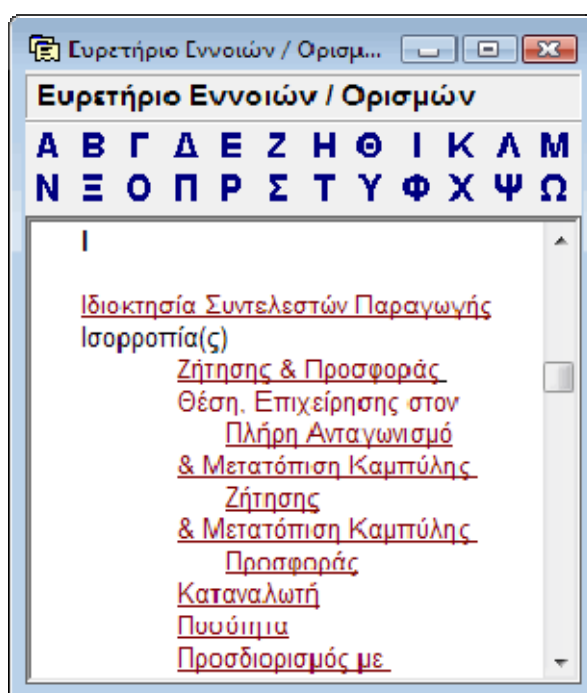 Ευρετήριο Εννοιών / Ορισμ...
Ευρετήριο Εννοιών / Ορισμών
Α Β Γ Δ Ε Ζ Η Θ Ι Κ Λ Μ
Ν Ξ Ο Π Ρ Σ Τ Υ Φ Χ Ψ Ω
Ι
Ιδιοκτησία Συντελεστών Παραγωγής
Ισορροπία(ς)
Ζήτησης & Προσφοράς
Θέση, Επιχείρησης στον
Πλήρη Ανταγωνισμό
& Μετατόπιση Καμπύλης
Ζήτησης
& Μετατόπιση Καμπύλης
Προσφοράς
Καταναλωτή
Ποσότητα
Προσδιορισμός με